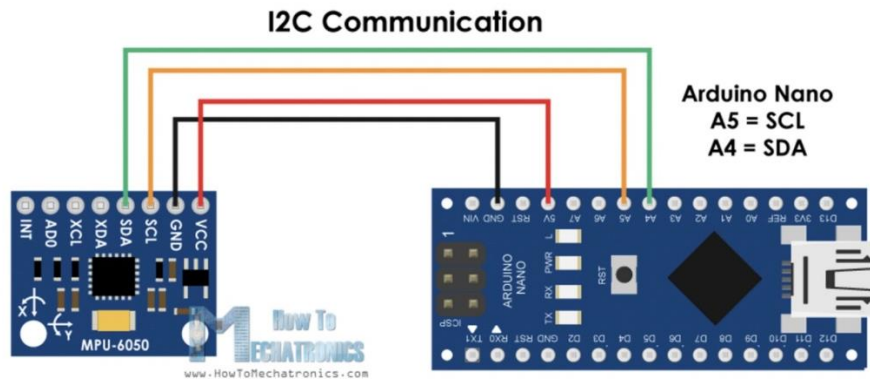 I2C Communication
Arduino Nano
A5 = SCL
A4 = SDA
INT AD0 XCL XDA SDA SCL GND VCC
X
Y
MPU-6050
How To
MECHATRONICS
www.HowToMechatronics.com
VIN GND RST 5V A7 A6 A5 A4 A3 A2 A1 A0 REF 3V3 D13
1
ICSP
ARDUINO
NANO
L
PWR
RX
TX
RST
TX1 RX0 RST GND D2 D3 D4 D5 D6 D7 D8 D9 D10 D11 D12